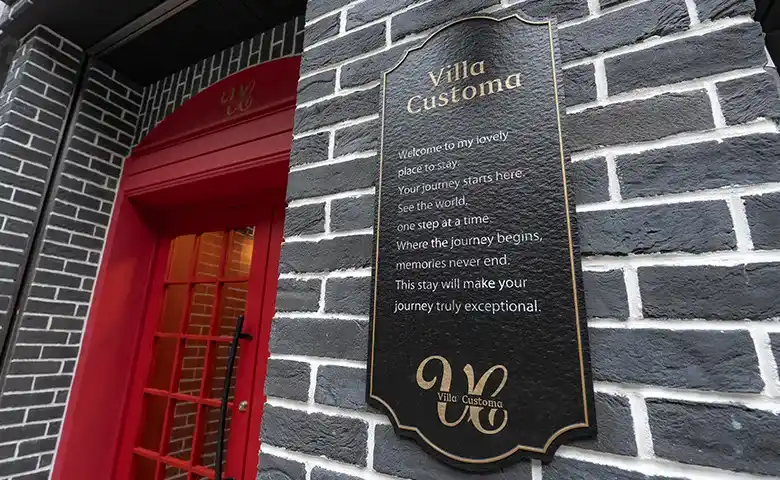 Villa
Customa
Welcome to my lovely
place to stay.
Your journey starts here.
See the world,
one step at a time.
Where the journey begins,
memories never end.
This stay will make your
journey truly exceptional.
VC
Villa Customa